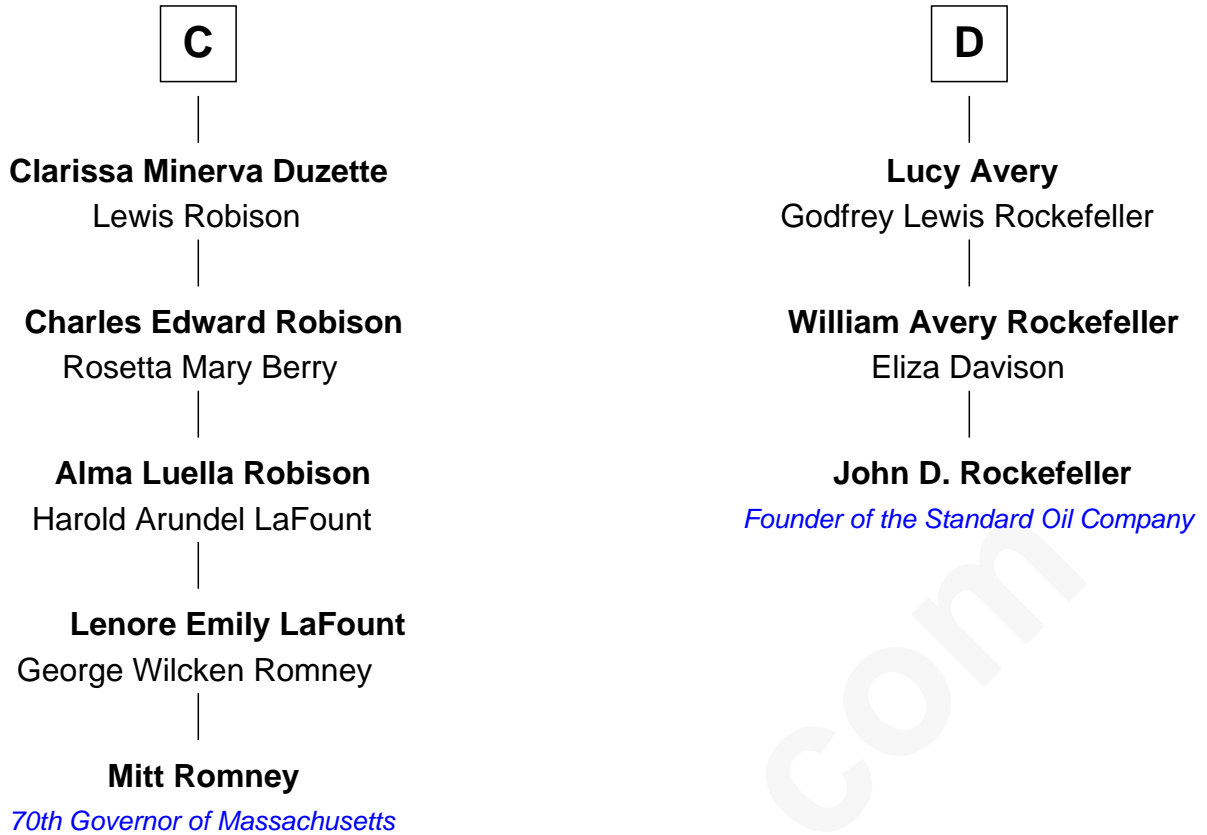 C
Clarissa Minerva Duzette
Lewis Robison
Charles Edward Robison
Rosetta Mary Berry
Alma Luella Robison
Harold Arundel LaFount
Lenore Emily LaFount
George Wilcken Romney
Mitt Romney
70th Governor of Massachusetts
D
Lucy Avery
Godfrey Lewis Rockefeller
William Avery Rockefeller
Eliza Davison
John D. Rockefeller
Founder of the Standard Oil Company
com